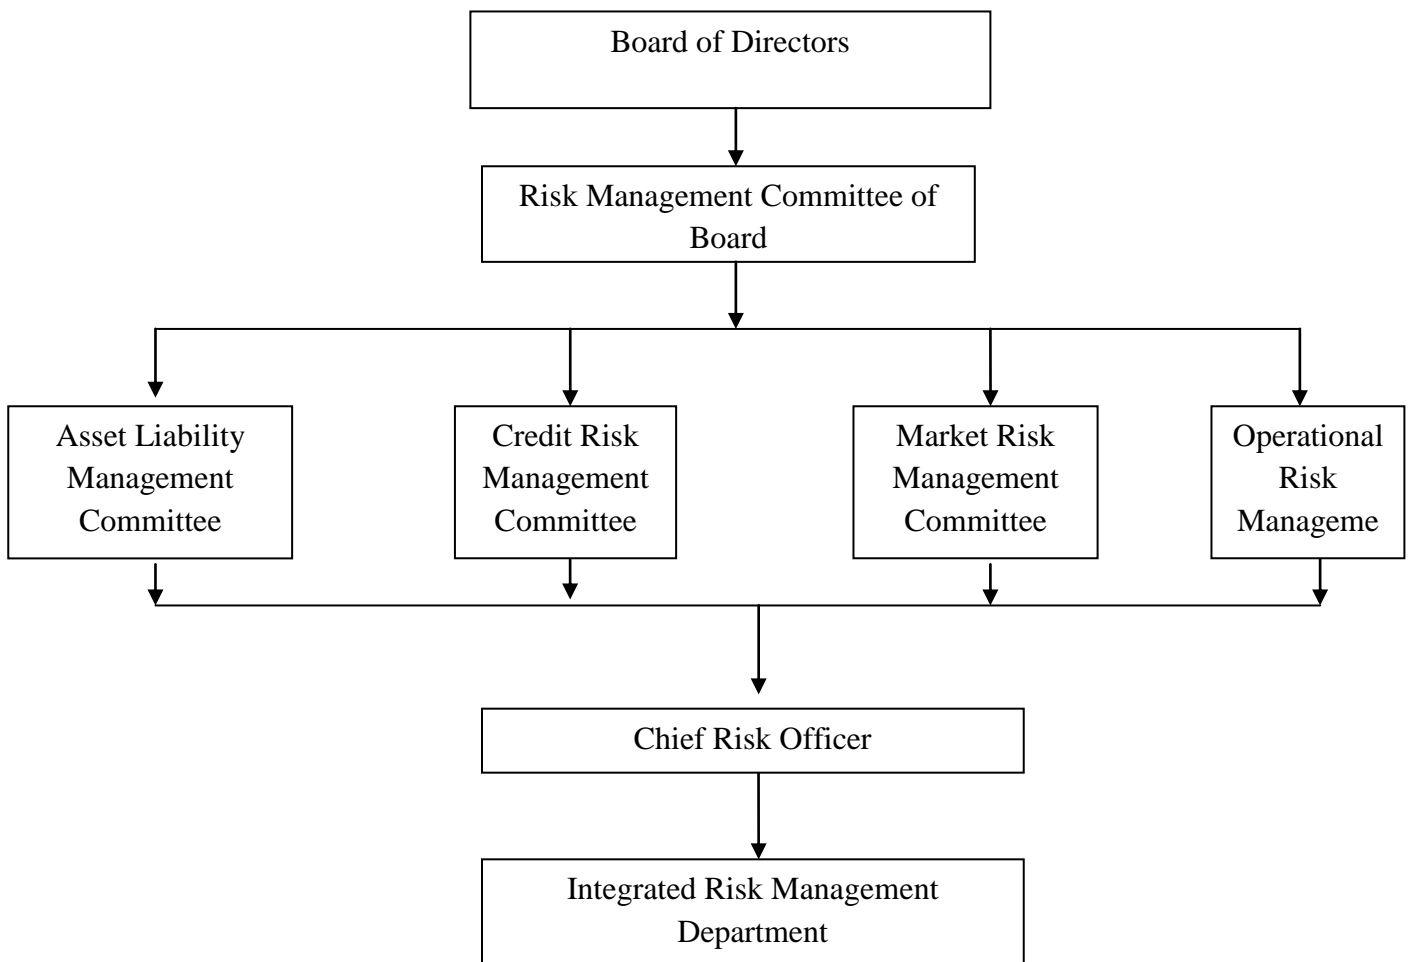 Board of Directors
Risk Management Committee of
Board
Asset Liability
Management
Committee
Credit Risk
Management
Committee
Market Risk
Management
Committee
Operational
Risk
Manageme
Chief Risk Officer
Integrated Risk Management
Department